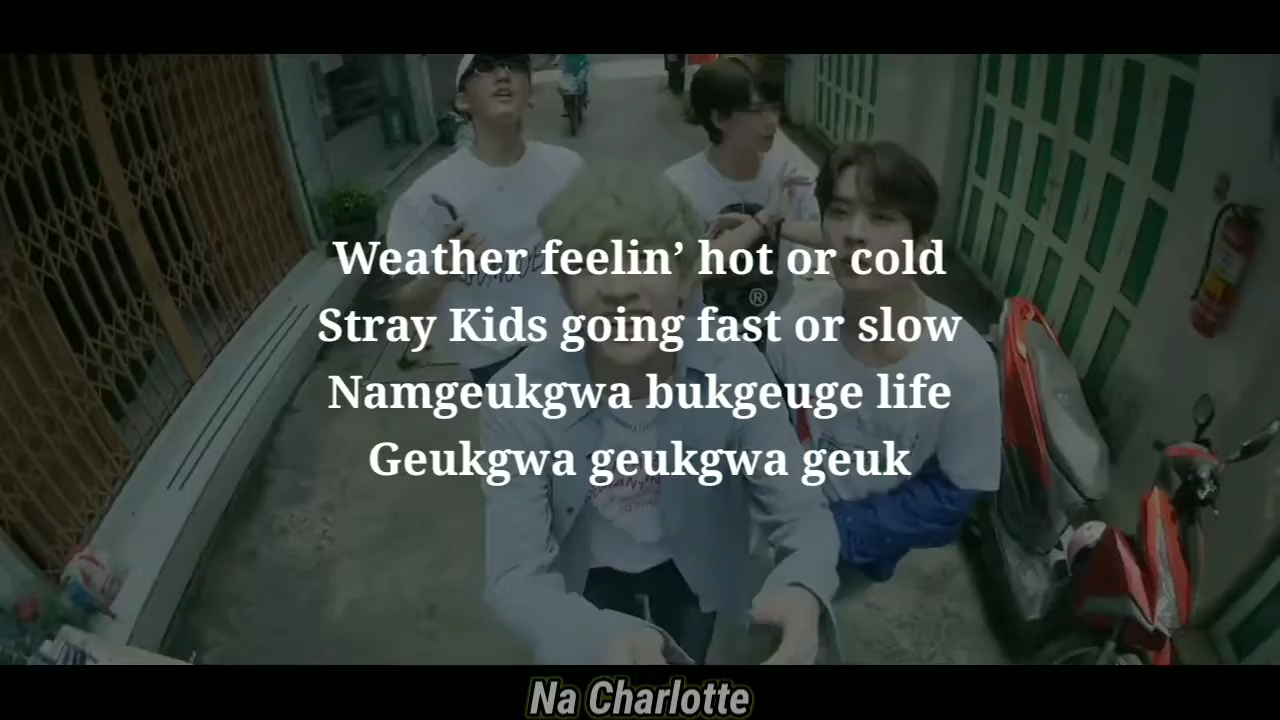 Weather feelin’ hot or cold
Stray Kids going fast or slow
Namgeukgwa bukgeuge life
Geukgwa geukgwa geuk
®
Na Charlotte